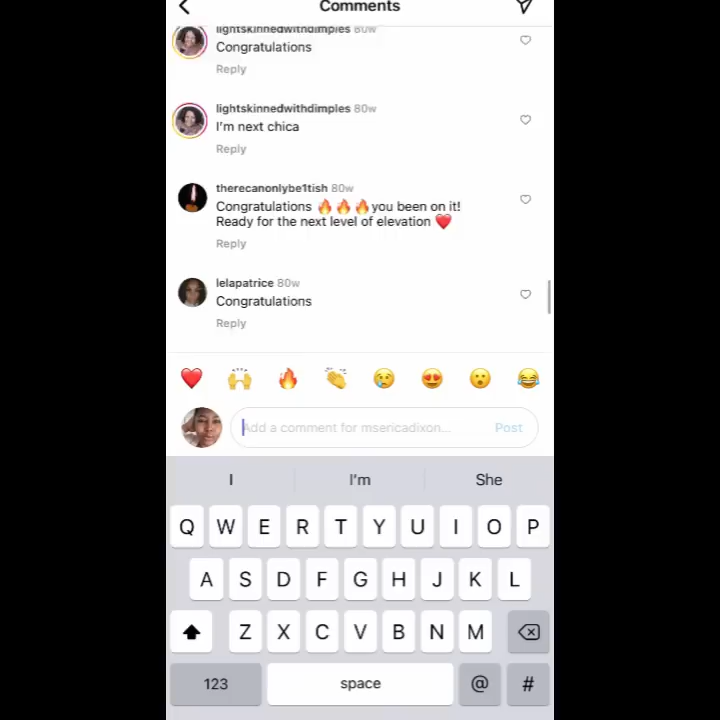 Comments
lightskinnedwithdimples 80w
Congratulations
Reply
lightskinnedwithdimples 80w
I'm next chica
Reply
therecanonlybe1tish 80w
Congratulations 🔥🔥🔥you been on it!
Ready for the next level of elevation ❤️
Reply
lelapatrice 80w
Congratulations
Reply
Add a comment for msericadixon... Post
I I'm She
Q W E R T Y U I O P
A S D F G H J K L
Z X C V B N M
123 space @ #